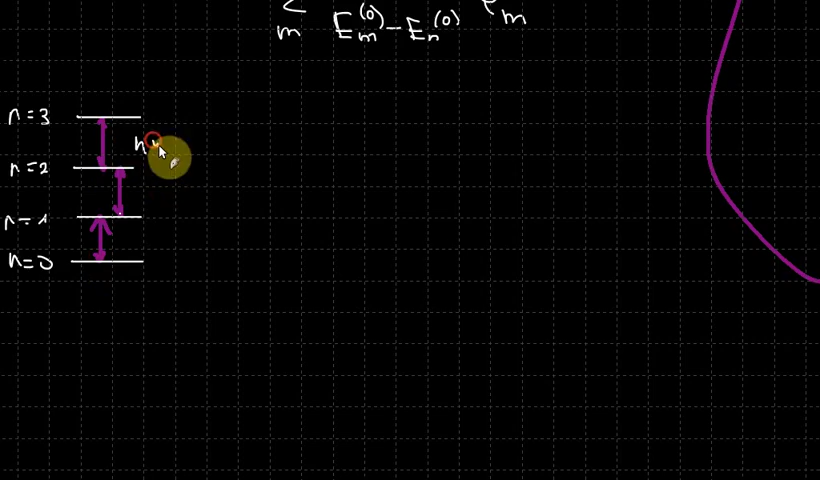 m E_m^(0) - E_n^(0) m
n=3
h
n=2
n=1
n=0